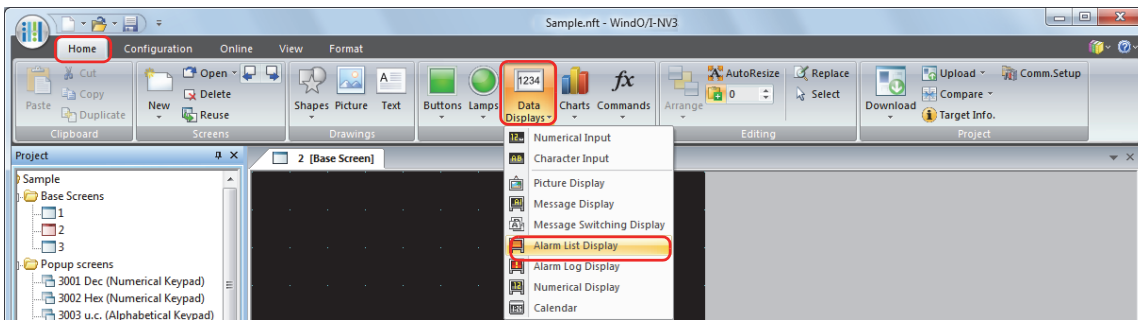 Sample.nft - WindO/I-NV3
Home Configuration Online View Format
Cut Open AutoResize Replace Upload Comm.Setup
Copy Delete 1234 A fx 0 Select Compare
Paste Duplicate New Reuse Shapes Picture Text Buttons Lamps Data Displays Charts Commands Arrange Download Target Info.
Clipboard Screens Drawings Editing Project
Project 2 [Base Screen]
Sample
Base Screens
1
2
3
Popup screens
3001 Dec (Numerical Keypad)
3002 Hex (Numerical Keypad)
3003 u.c. (Alphabetical Keypad)
Numerical Input
Character Input
Picture Display
Message Display
Message Switching Display
Alarm List Display
Alarm Log Display
Numerical Display
Calendar